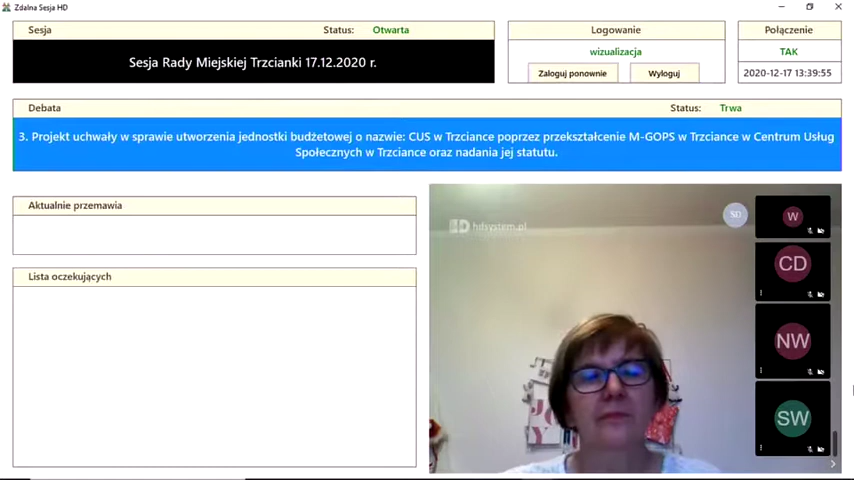 Zdalna Sesja HD
Sesja
Status:
Otwarta
Sesja Rady Miejskiej Trzcianki 17.12.2020 r.
Logowanie
wizualizacja
Zaloguj ponownie
Wyloguj
Połączenie
TAK
2020-12-17 13:39:55
Debata
Status:
Trwa
3. Projekt uchwały w sprawie utworzenia jednostki budżetowej o nazwie: CUS w Trzciance poprzez przekształcenie M-GOPS w Trzciance w Centrum Usług
Społecznych w Trzciance oraz nadania jej statutu.
Aktualnie przemawia
Lista oczekujących
HD hdsystem.pl
SD
W
CD
NW
SW
JOY